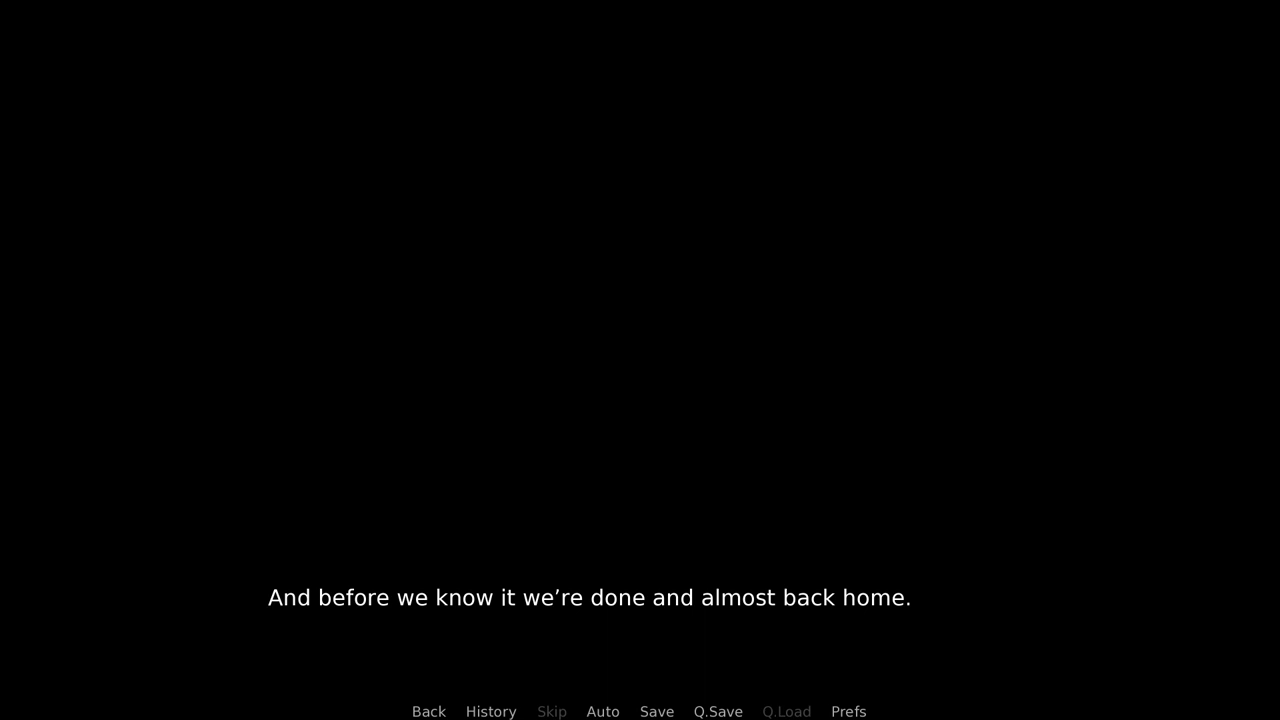 And before we know it we’re done and almost back home.
Back History Skip Auto Save Q.Save Q.Load Prefs